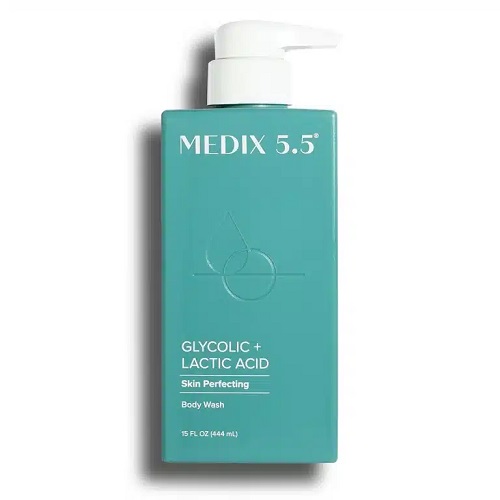 MEDIX 5.5®
GLYCOLIC +
LACTIC ACID
Skin Perfecting
Body Wash
15 FL OZ (444 mL)